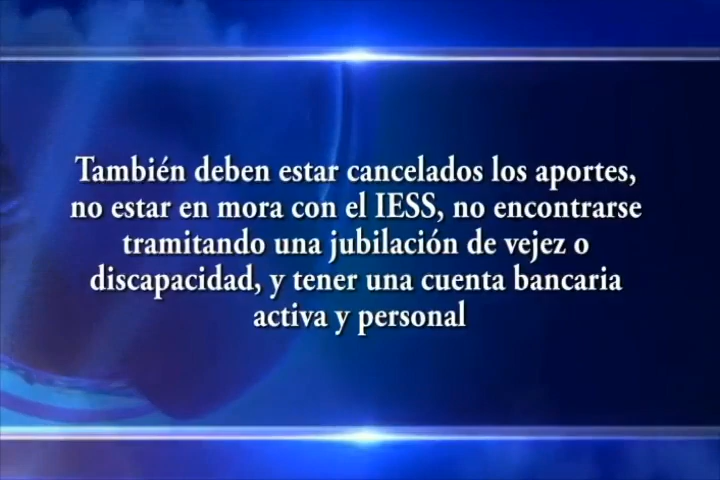 También deben estar cancelados los aportes,
no estar en mora con el IESS, no encontrarse
tramitando una jubilación de vejez o
discapacidad, y tener una cuenta bancaria
activa y personal